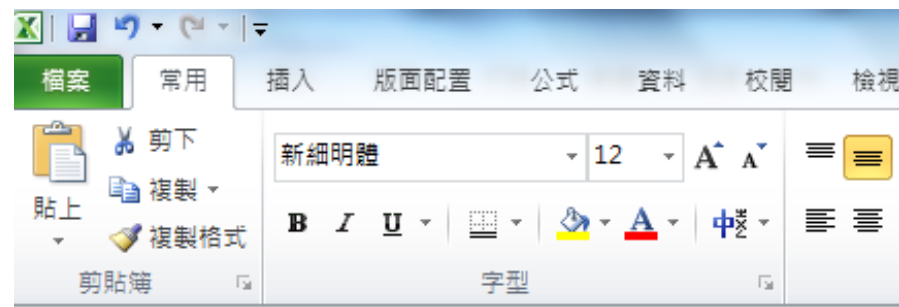 檔案 常用 插入 版面配置 公式 資料 校閱 檢視
剪下 新細明體 12 A A
複製
貼上
複製格式 B I U A 中
剪貼簿 字型